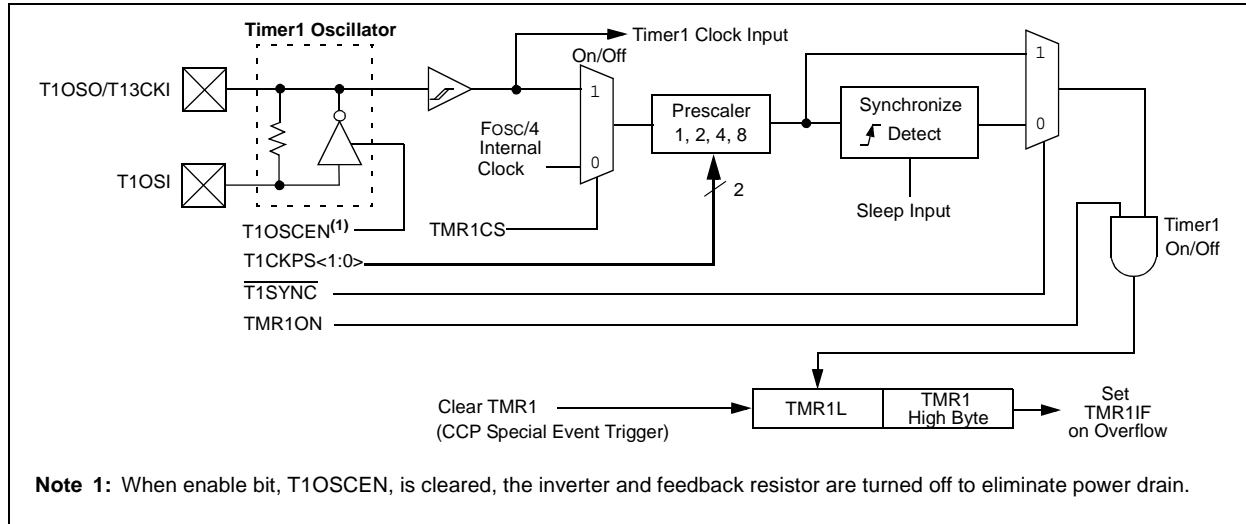 Timer1 Oscillator
Timer1 Clock Input
On/Off
T1OSO/T13CKI
1
1
Prescaler
1, 2, 4, 8
Synchronize
Detect
FOSC/4
Internal
Clock
0
0
T1OSI
2
Sleep Input
T1OSCEN(1)
TMR1CS
Timer1
On/Off
T1CKPS<1:0>
T1SYNC
TMR1ON
Clear TMR1
(CCP Special Event Trigger)
TMR1L
TMR1
High Byte
Set
TMR1IF
on Overflow
Note 1: When enable bit, T1OSCEN, is cleared, the inverter and feedback resistor are turned off to eliminate power drain.